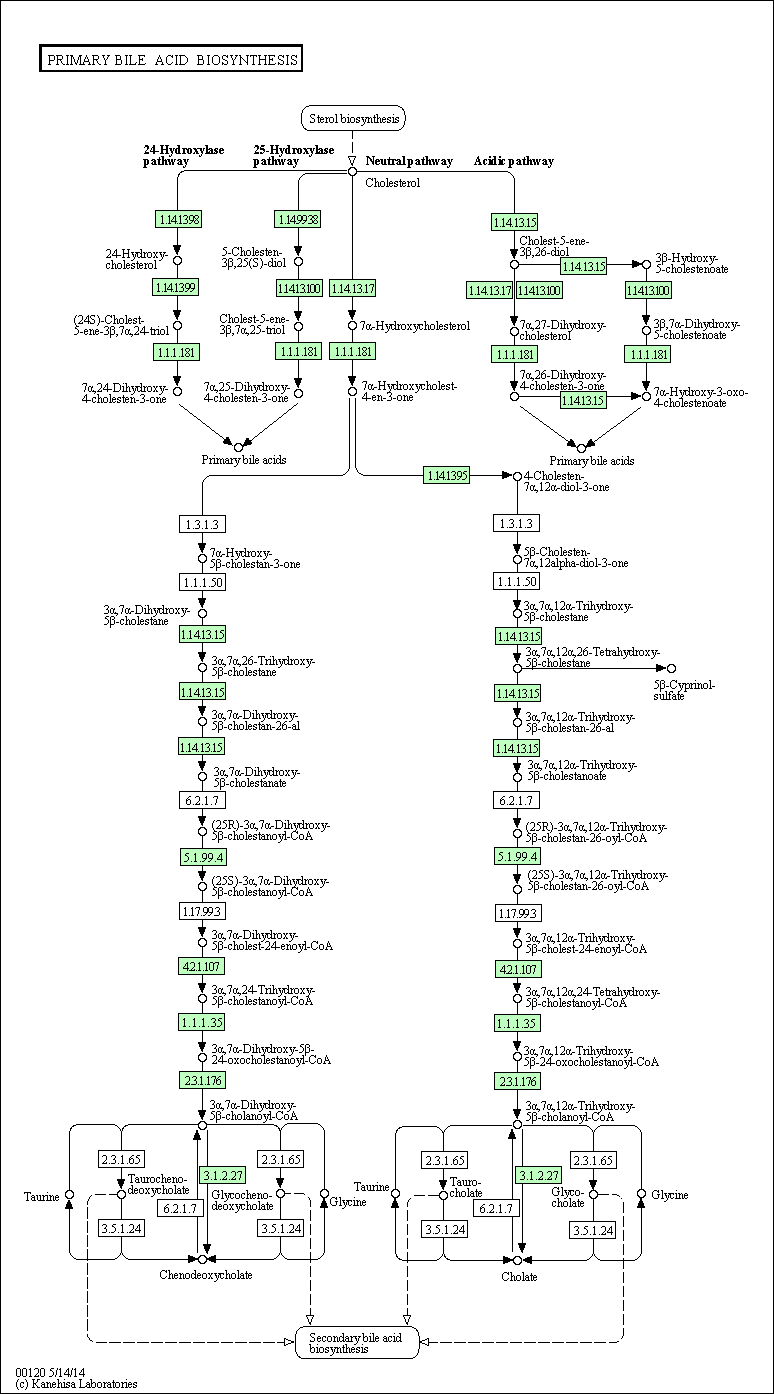 PRIMARY BILE ACID BIOSYNTHESIS
Sterol biosynthesis
24-Hydroxylase
pathway
25-Hydroxylase
pathway
Neutral pathway
Acidic pathway
Cholesterol
1.14.1398
1.14.9938
1.14.13.15
24-Hydroxy-
cholesterol
5-Cholesten-
3β,25(S)-diol
Cholest-5-ene-
3β,26-diol
1.14.13.15
3β-Hydroxy-
5-cholestenoate
1.14.1399
11413.100
1.14.13.17
1.14.13.17
11413.100
11413.100
(24S)-Cholest-
5-ene-3β,7α,24-triol
Cholest-5-ene-
3β,7α,25-triol
7α-Hydroxycholesterol
7α,27-Dihydroxy-
cholesterol
3β,7α-Dihydroxy-
5-cholestenoate
1.1.1.181
1.1.1.181
1.1.1.181
1.1.1.181
1.1.1.181
7α,24-Dihydroxy-
4-cholesten-3-one
7α,25-Dihydroxy-
4-cholesten-3-one
7α-Hydroxycholest-
4-en-3-one
7α,26-Dihydroxy-
4-cholesten-3-one
1.14.13.15
7α-Hydroxy-3-oxo-
4-cholestenoate
Primary bile acids
Primary bile acids
1.14.1395
4-Cholesten-
7α,12α-diol-3-one
1.3.1.3
7α-Hydroxy-
5β-cholestan-3-one
1.1.1.50
3α,7α-Dihydroxy-
5β-cholestane
1.14.13.15
3α,7α,26-Trihydroxy-
5β-cholestane
1.14.13.15
3α,7α-Dihydroxy-
5β-cholestan-26-al
1.14.13.15
3α,7α-Dihydroxy-
5β-cholestanate
6.2.1.7
(25R)-3α,7α-Dihydroxy-
5β-cholestanoyl-CoA
5.1.99.4
(25S)-3α,7α-Dihydroxy-
5β-cholestanoyl-CoA
1.17.99.3
3α,7α-Dihydroxy-
5β-cholest-24-enoyl-CoA
4.2.1.107
3α,7α,24-Trihydroxy-
5β-cholestanoyl-CoA
1.1.1.35
3α,7α-Dihydroxy-5β-
24-oxocholestanoyl-CoA
2.3.1.176
3α,7α-Dihydroxy-
5β-cholanoyl-CoA
1.3.1.3
5β-Cholesten-
7α,12alpha-diol-3-one
1.1.1.50
3α,7α,12α-Trihydroxy-
5β-cholestane
1.14.13.15
3α,7α,12α,26-Tetrahydroxy-
5β-cholestane
5β-Cyprinol-
sulfate
1.14.13.15
3α,7α,12α-Trihydroxy-
5β-cholestan-26-al
1.14.13.15
3α,7α,12α-Trihydroxy-
5β-cholestanoate
6.2.1.7
(25R)-3α,7α,12α-Trihydroxy-
5β-cholestan-26-oyl-CoA
5.1.99.4
(25S)-3α,7α,12α-Trihydroxy-
5β-cholestan-26-oyl-CoA
1.17.99.3
3α,7α,12α-Trihydroxy-
5β-cholest-24-enoyl-CoA
4.2.1.107
3α,7α,12α,24-Tetrahydroxy-
5β-cholestanoyl-CoA
1.1.1.35
3α,7α,12α-Trihydroxy-
5β-24-oxocholestanoyl-CoA
2.3.1.176
3α,7α,12α-Trihydroxy-
5β-cholanoyl-CoA
2.3.1.65
3.1.2.27
2.3.1.65
Taurine
Taurocheno-
deoxycholate
Glycocheno-
deoxycholate
Glycine
3.5.1.24
6.2.1.7
3.5.1.24
Chenodeoxycholate
2.3.1.65
3.1.2.27
2.3.1.65
Taurine
Tauro-
cholate
Glyco-
cholate
Glycine
3.5.1.24
6.2.1.7
3.5.1.24
Cholate
Secondary bile acid
biosynthesis
00120 5/14/14
(c) Kanehisa Laboratories